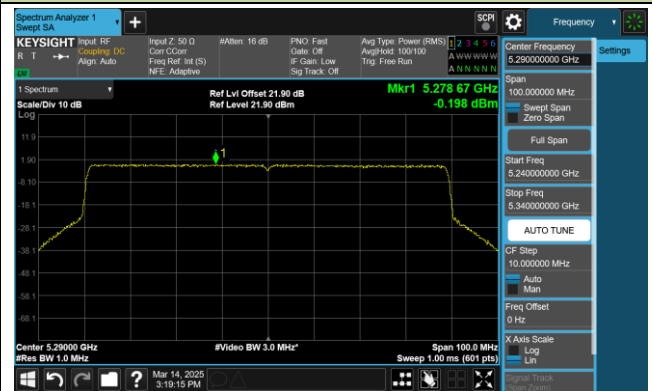 Spectrum Analyzer 1
Swept SA
SCPI
Frequency
KEYSIGHT
R T
LXI
Input: RF
Coupling: DC
Align: Auto
Input Z: 50 Ω
Corr CCorr
Freq Ref: Int (S)
NFE: Adaptive
#Atten: 16 dB
PNO: Fast
Gate: Off
IF Gain: Low
Sig Track: Off
Avg Type: Power (RMS)
Avg|Hold: 100/100
Trig: Free Run
1 2 3 4 5 6
A W W W W W
A N N N N N
1 Spectrum
Scale/Div 10 dB
Log
Ref Lvl Offset 21.90 dB
Ref Level 21.90 dBm
Mkr1 5.278 67 GHz
-0.198 dBm
1
11.9
1.90
-8.10
-18.1
-28.1
-38.1
-48.1
-58.1
-68.1
Center 5.29000 GHz
#Res BW 1.0 MHz
#Video BW 3.0 MHz*
Span 100.0 MHz
Sweep 1.00 ms (601 pts)
Mar 14, 2025
3:19:15 PM
Center Frequency
5.290000000 GHz
Span
100.000000 MHz
Swept Span
Zero Span
Full Span
Start Freq
5.240000000 GHz
Stop Freq
5.340000000 GHz
AUTO TUNE
CF Step
10.000000 MHz
Auto
Man
Freq Offset
0 Hz
X Axis Scale
Log
Lin
Signal Track
(Span Zoom)
Settings